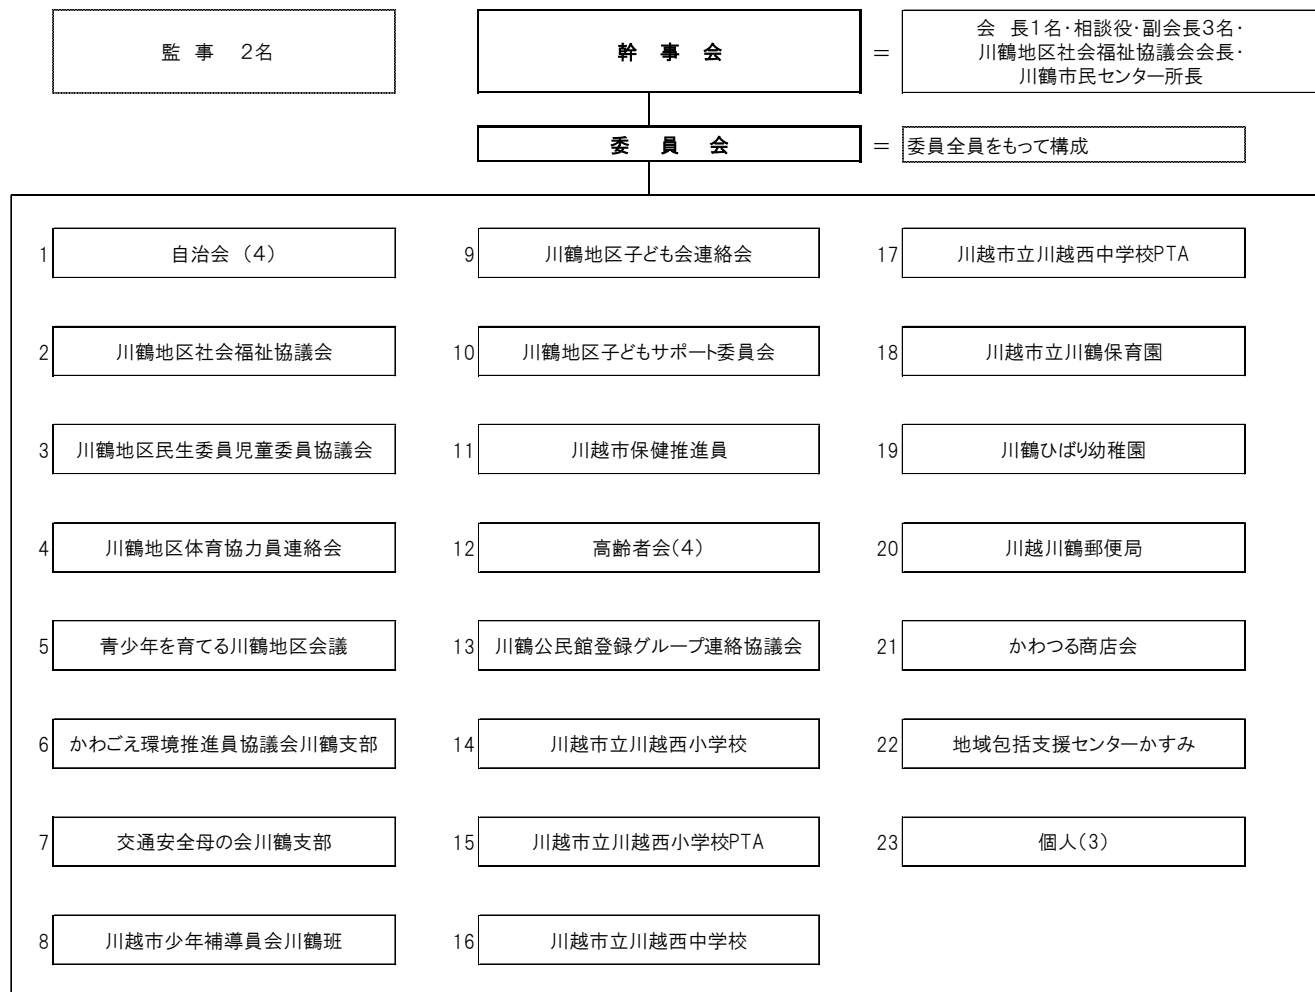 監 事 2名
幹 事 会
=
会 長1名・相談役・副会長3名・
川鶴地区社会福祉協議会会長・
川鶴市民センター所長
委 員 会
=
委員全員をもって構成
1 自治会 (4)
2 川鶴地区社会福祉協議会
3 川鶴地区民生委員児童委員協議会
4 川鶴地区体育協力員連絡会
5 青少年を育てる川鶴地区会議
6 かわごえ環境推進員協議会川鶴支部
7 交通安全母の会川鶴支部
8 川越市少年補導員会川鶴班
9 川鶴地区子ども会連絡会
10 川鶴地区子どもサポート委員会
11 川越市保健推進員
12 高齢者会(4)
13 川鶴公民館登録グループ連絡協議会
14 川越市立川越西小学校
15 川越市立川越西小学校PTA
16 川越市立川越西中学校
17 川越市立川越西中学校PTA
18 川越市立川鶴保育園
19 川鶴ひばり幼稚園
20 川越川鶴郵便局
21 かわつる商店会
22 地域包括支援センターかすみ
23 個人(3)